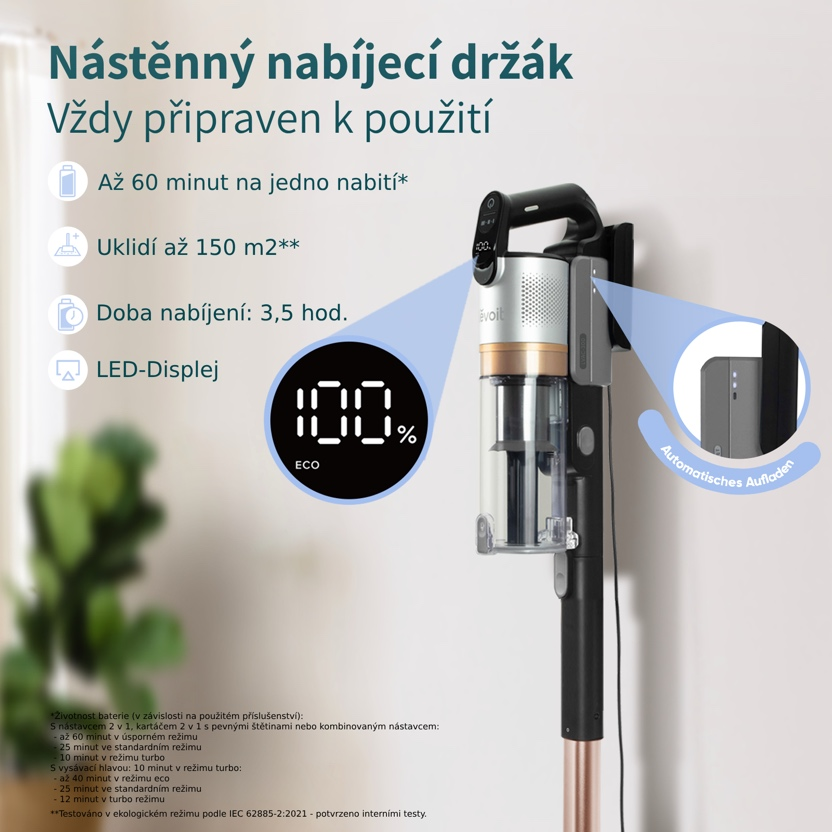 Nástěnný nabíjecí držák
Vždy připraven k použití
Až 60 minut na jedno nabití*
Uklidí až 150 m2**
Doba nabíjení: 3,5 hod.
LED-Displej
100%
ECO
100%
levoit
Automatisches Aufladen
*Životnost baterie (v závislosti na použitém příslušenství):
S nástavcem 2 v 1, kartáčem 2 v 1 s pevnými štětinami nebo kombinovaným nástavcem:
- až 60 minut v úsporném režimu
- 25 minut ve standardním režimu
- 10 minut v režimu turbo
S vysávací hlavou: 10 minut v režimu turbo:
- až 40 minut v režimu eco
- 25 minut ve standardním režimu
- 12 minut v turbo režimu
**Testováno v ekologickém režimu podle IEC 62885-2:2021 - potvrzeno interními testy.